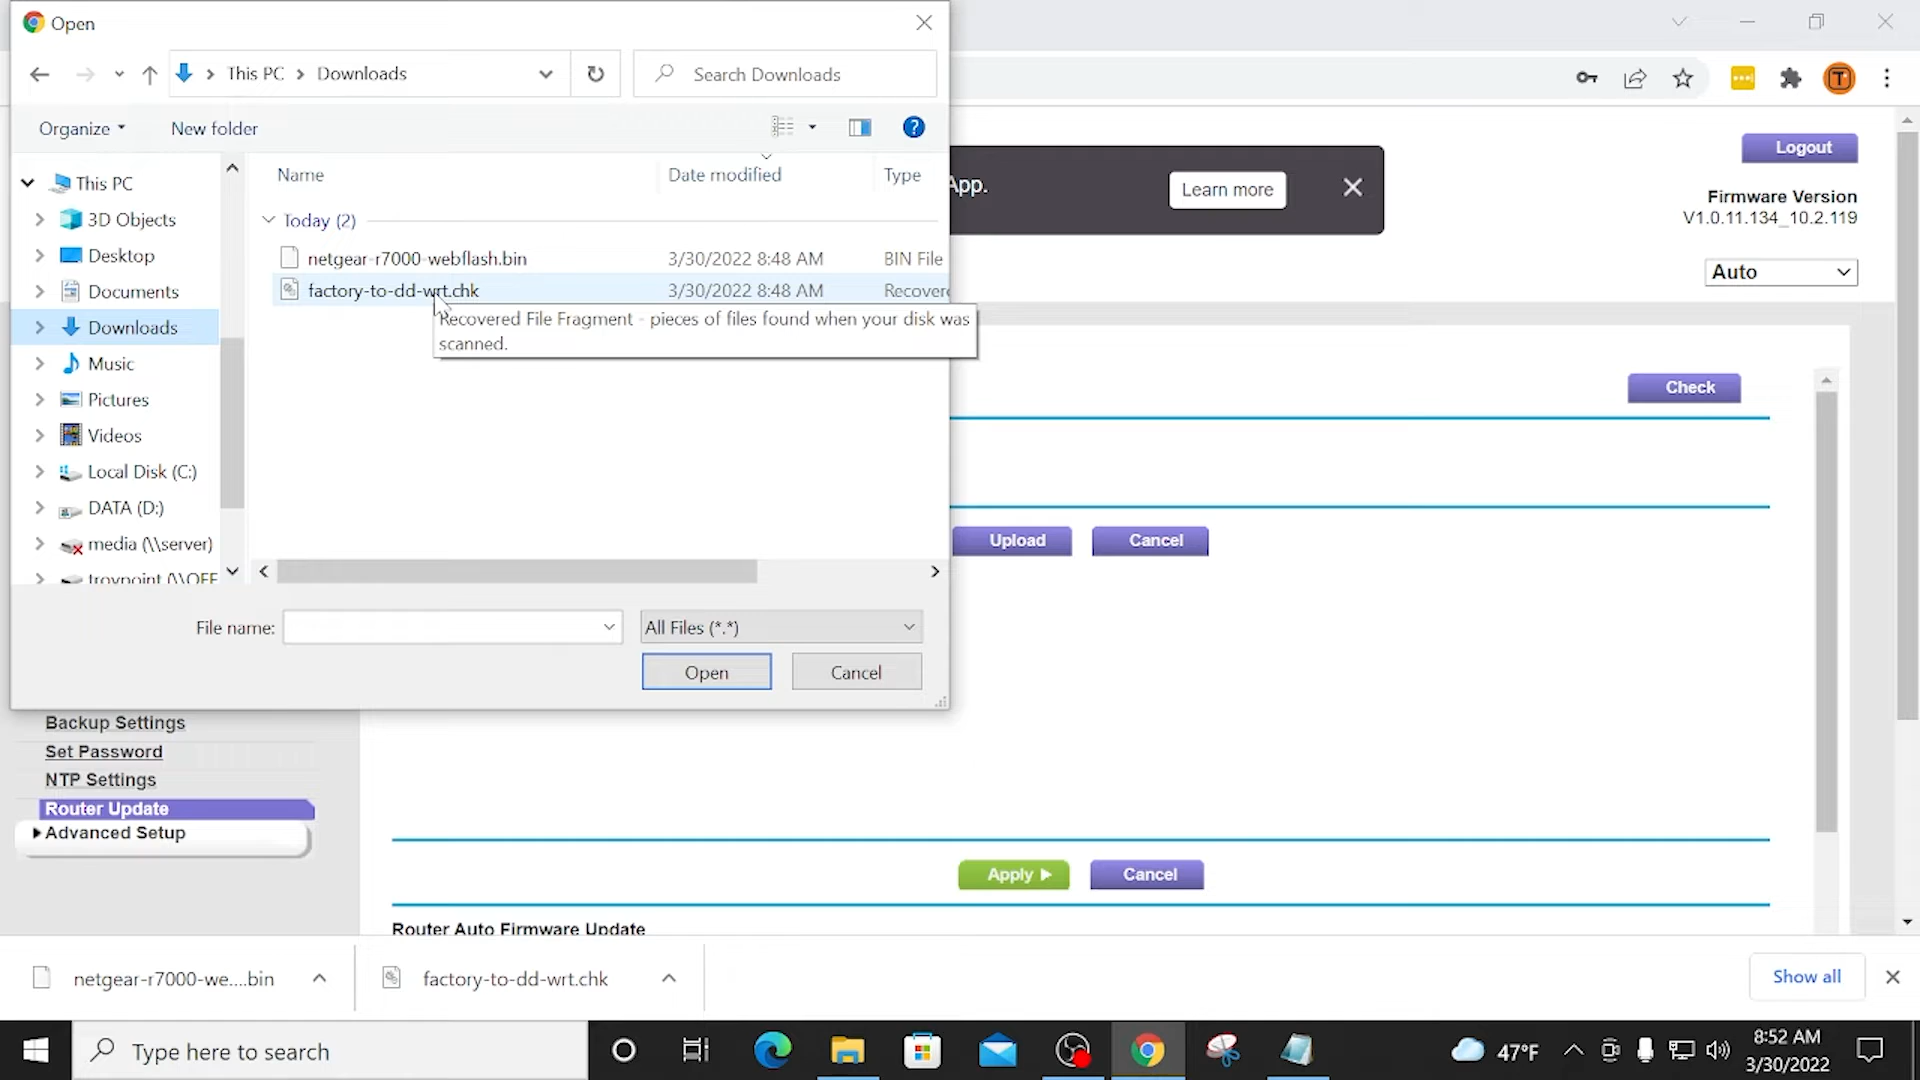 Open
This PC > Downloads
Search Downloads
Organize
New folder
?
Name
Date modified
Type
This PC
3D Objects
Desktop
Documents
Downloads
Music
Pictures
Videos
Local Disk (C:)
DATA (D:)
media (\\server)
troypoint (\\OFF
Today (2)
netgear-r7000-webflash.bin
3/30/2022 8:48 AM
BIN File
factory-to-dd-wrt.chk
3/30/2022 8:48 AM
Recovere
Recovered File Fragment - pieces of files found when your disk was
scanned.
File name:
All Files (*.*)
Open
Cancel
T
App.
Learn more
Logout
Firmware Version
V1.0.11.134_10.2.119
Auto
Check
Upload
Cancel
Backup Settings
Set Password
NTP Settings
Router Update
Advanced Setup
Apply
Cancel
Router Auto Firmware Update
netgear-r7000-we....bin
factory-to-dd-wrt.chk
Show all
Type here to search
47°F
8:52 AM
3/30/2022